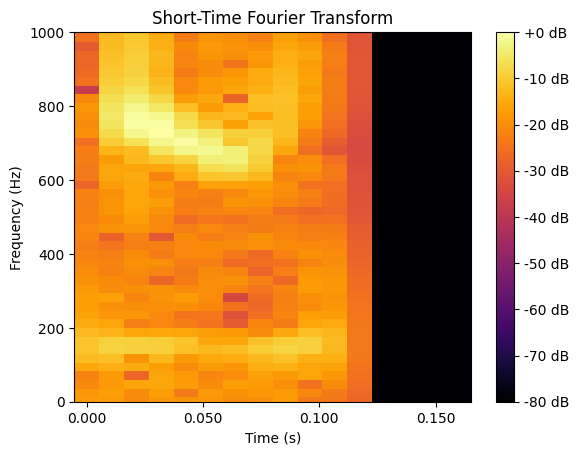 Short-Time Fourier Transform
1000
800
600
400
200
0
Frequency (Hz)
0.000
0.050
0.100
0.150
Time (s)
+0 dB
-10 dB
-20 dB
-30 dB
-40 dB
-50 dB
-60 dB
-70 dB
-80 dB